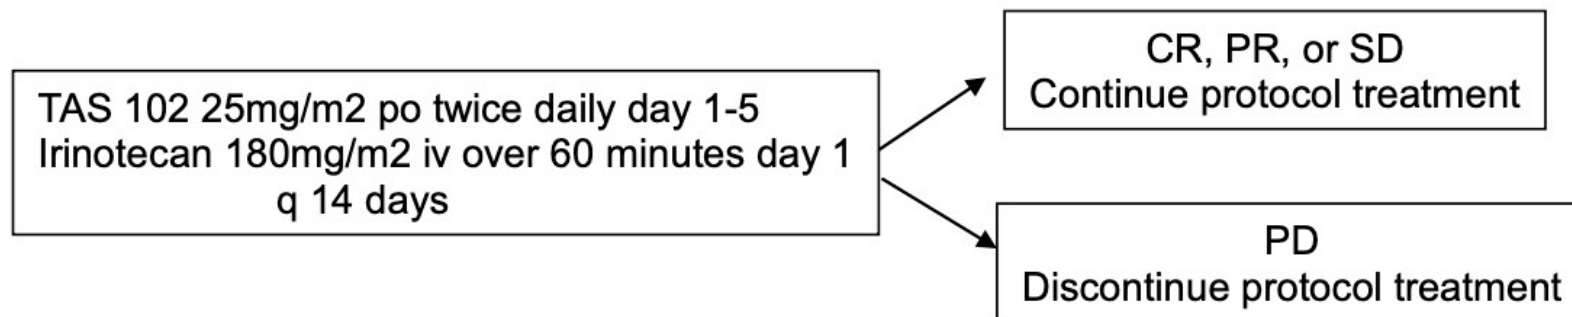 TAS 102 25mg/m2 po twice daily day 1-5
Irinotecan 180mg/m2 iv over 60 minutes day 1
q 14 days
CR, PR, or SD
Continue protocol treatment
PD
Discontinue protocol treatment